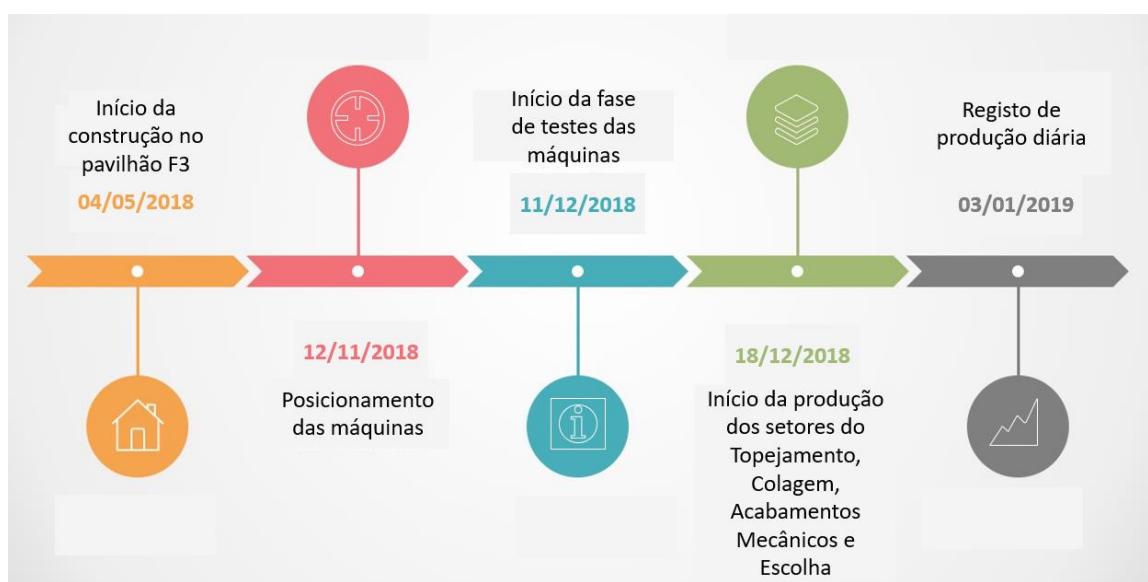 Início da
construção no
pavilhão F3
04/05/2018
12/11/2018
Posicionamento
das máquinas
Início da fase
de testes das
máquinas
11/12/2018
18/12/2018
Início da produção
dos setores do
Topejamento,
Colagem,
Acabamentos
Mecânicos e
Escolha
Registo de
produção diária
03/01/2019